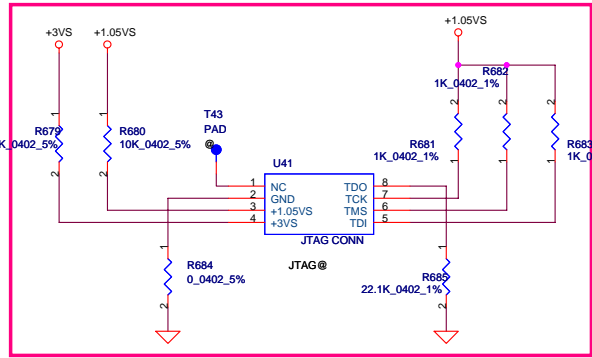 +3VS
+1.05VS
+1.05VS
1
R679
K_0402_5%
2
1
R680
10K_0402_5%
2
T43
PAD
@
U41
1 NC
2 GND
3 +1.05VS
4 +3VS
TDO 8
TCK 7
TMS 6
TDI 5
JTAG CONN
JTAG@
R682
1K_0402_1%
2
2
2
R681
1K_0402_1%
1
1
R683
1K_0
1
1
R684
0_0402_5%
2
1
R685
22.1K_0402_1%
2